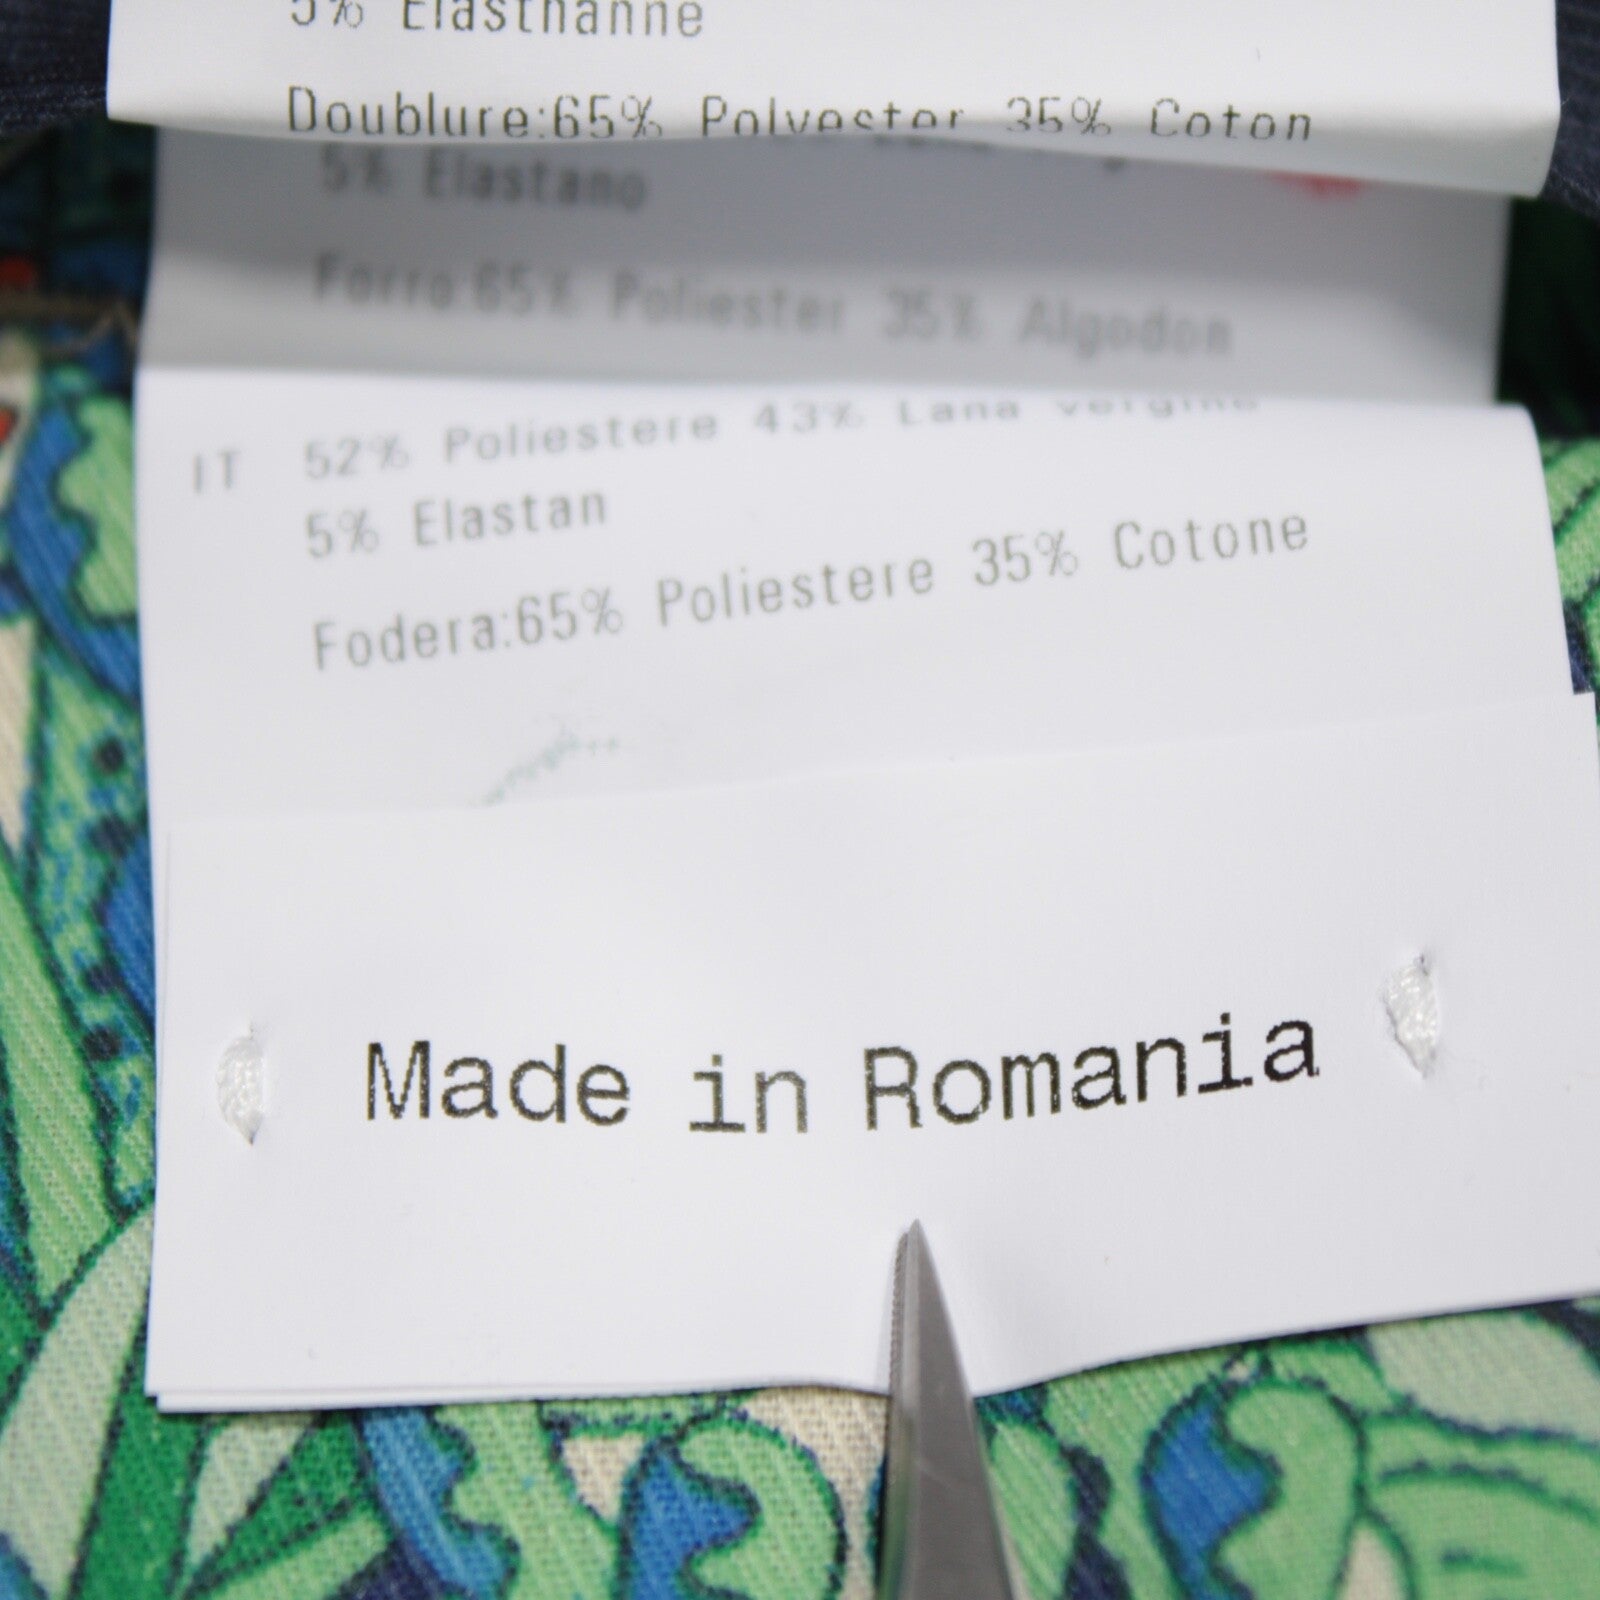 5% Elasthanne
Doublure:65% Polyester 35% Coton
5% Elastano
Forro:65% Poliester 35% Algodon
IT 52% Poliestere 43% Lana vergine
5% Elastan
Fodera:65% Poliestere 35% Cotone
Made in Romania